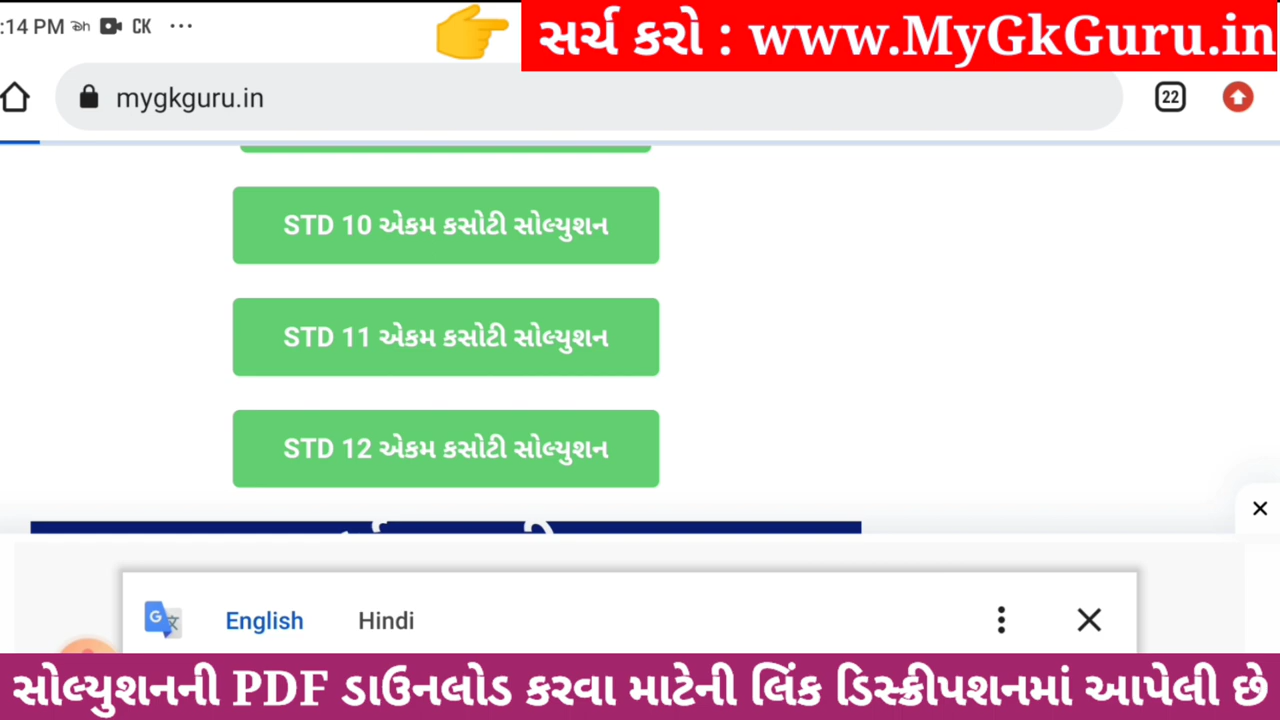 :14 PM CK ...
સર્ચ કરો : www.MyGkGuru.in
mygkguru.in
22
STD 10 એકમ કસોટી સોલ્યુશન
STD 11 એકમ કસોટી સોલ્યુશન
STD 12 એકમ કસોટી સોલ્યુશન
English Hindi
સોલ્યુશનની PDF ડાઉનલોડ કરવા માટેની લિંક ડિસ્ક્રીપશનમાં આપેલી છે